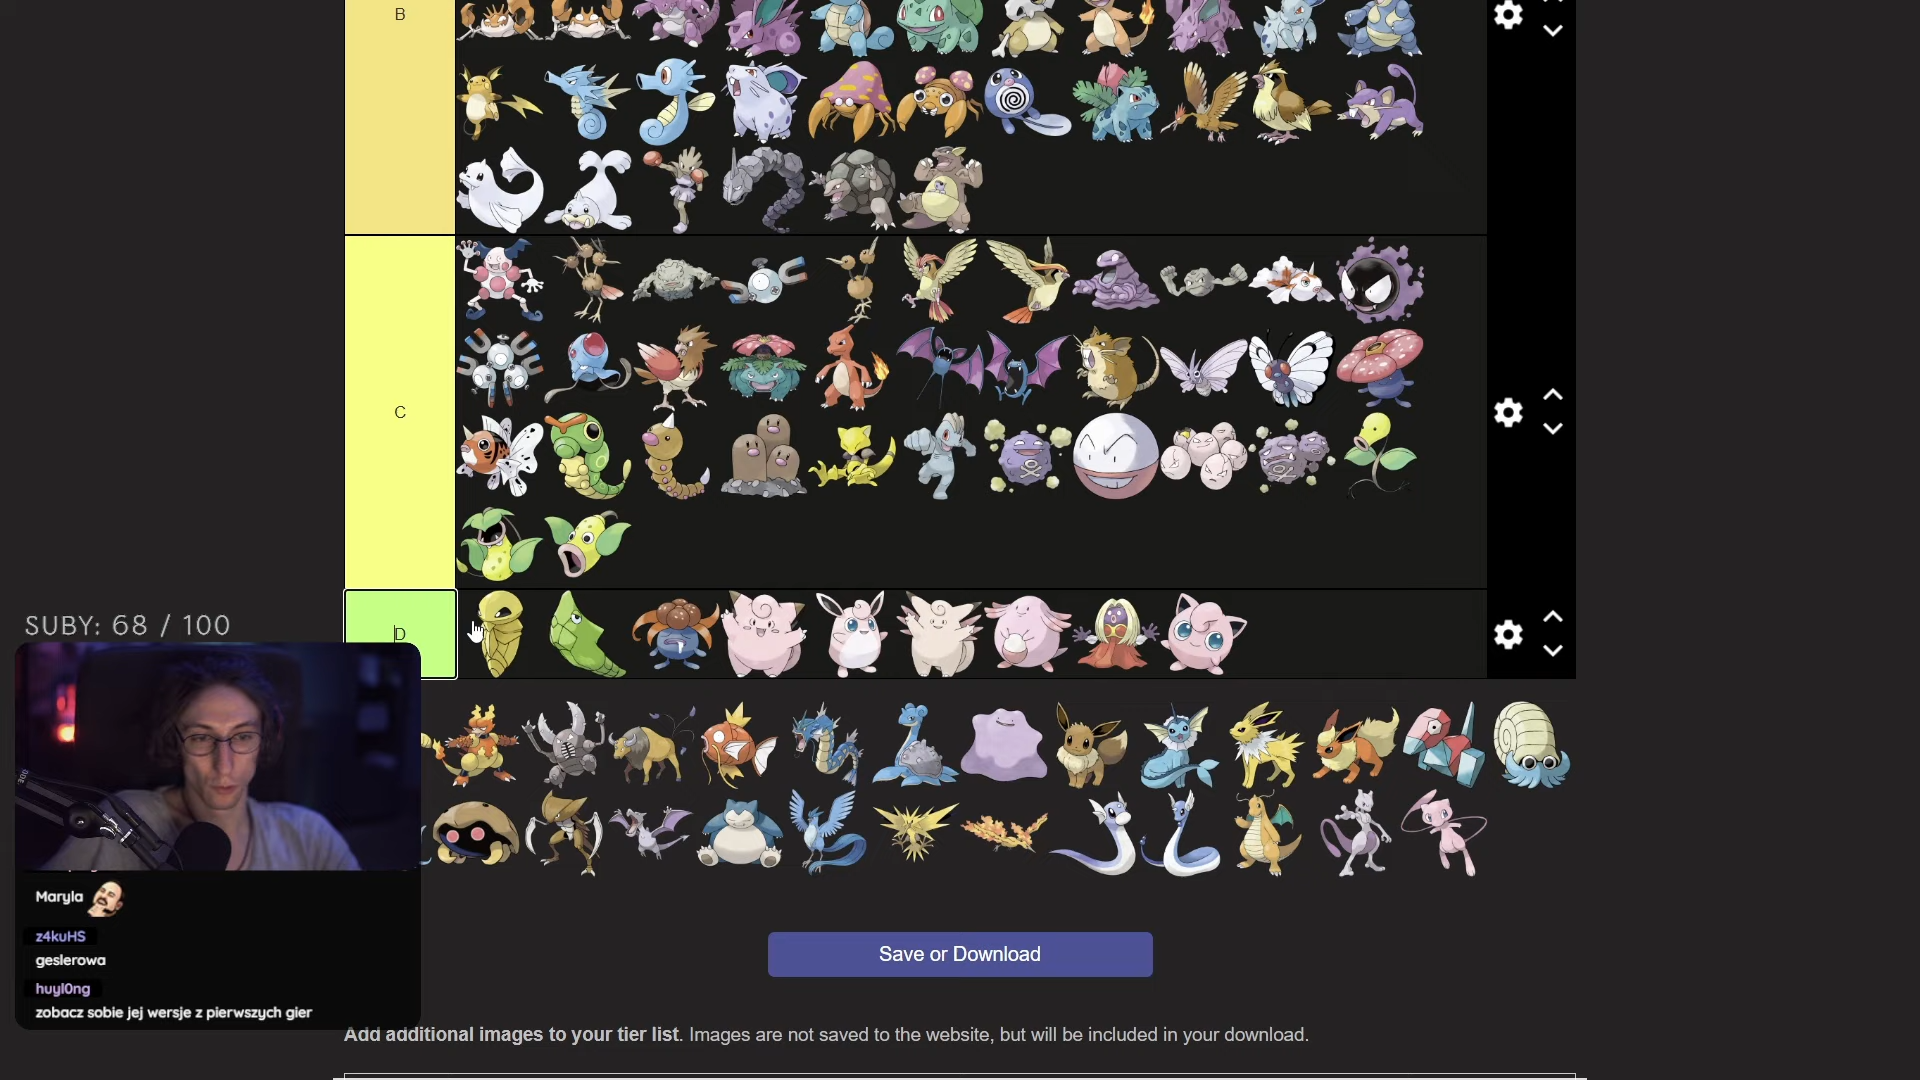 B
C
D
SUBY: 68 / 100
Maryla
z4kuHS
geslerowa
huyl0ng
zobacz sobie jej wersje z pierwszych gier
Save or Download
Add additional images to your tier list. Images are not saved to the website, but will be included in your download.